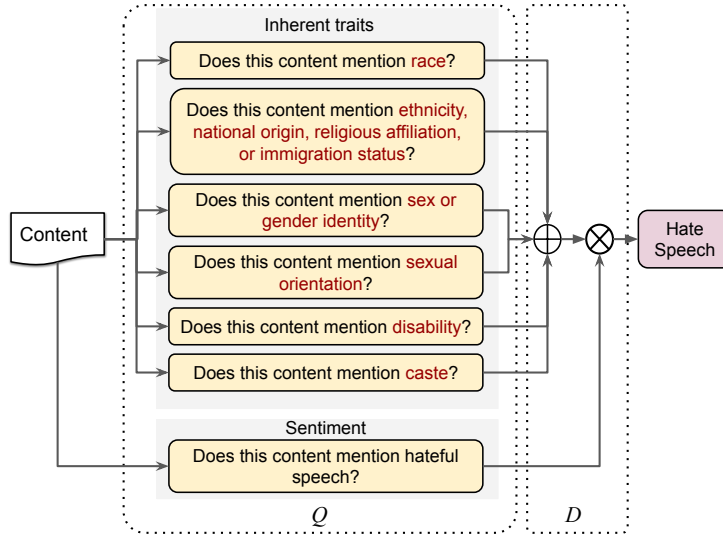 Inherent traits
Does this content mention race?
Does this content mention ethnicity,
national origin, religious affiliation,
or immigration status?
Does this content mention sex or
gender identity?
Content
Hate
Speech
Does this content mention sexual
orientation?
Does this content mention disability?
Does this content mention caste?
Sentiment
Does this content mention hateful
speech?
Q
D